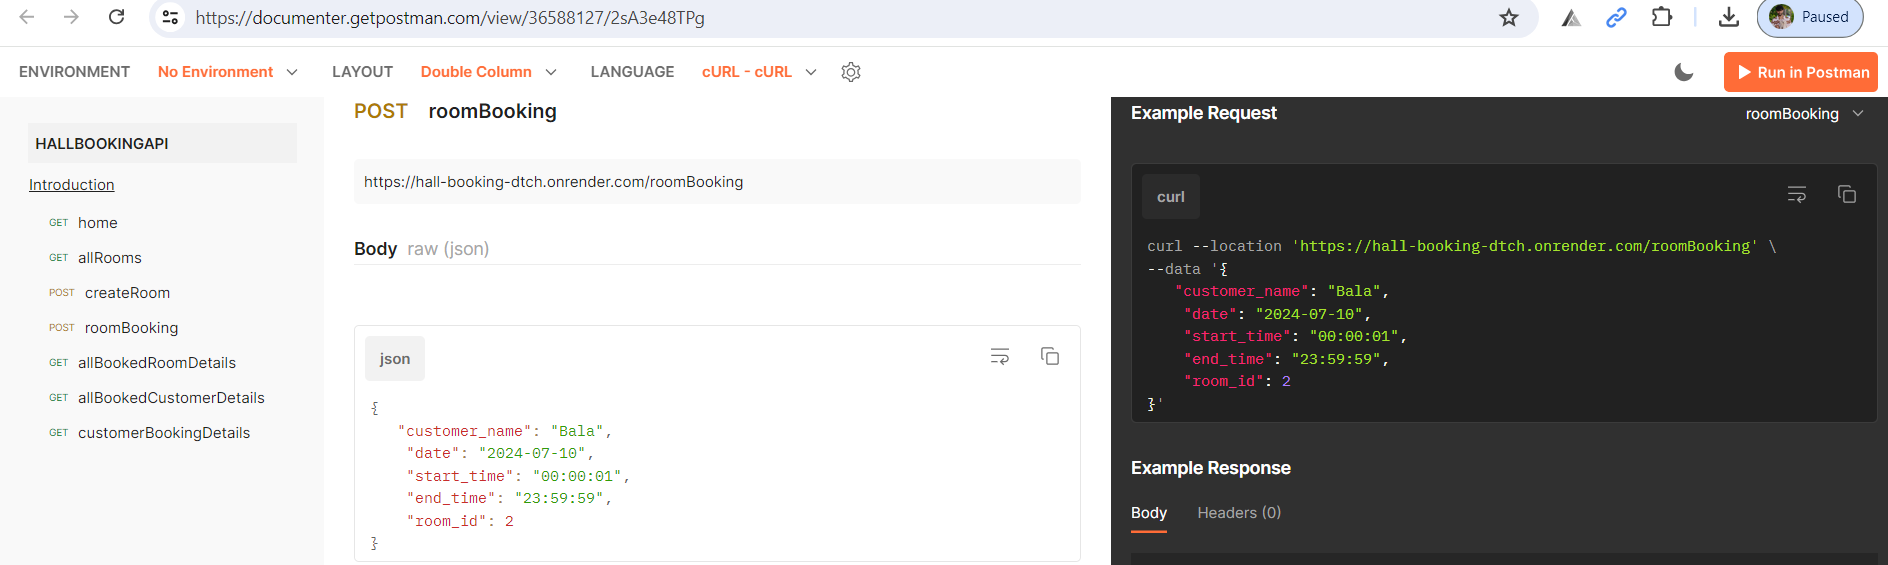 https://documenter.getpostman.com/view/36588127/2sA3e48TPg
Paused
ENVIRONMENT No Environment LAYOUT Double Column LANGUAGE cURL - cURL
Run in Postman
HALLBOOKINGAPI
Introduction
GET home
GET allRooms
POST createRoom
POST roomBooking
GET allBookedRoomDetails
GET allBookedCustomerDetails
GET customerBookingDetails
POST roomBooking
https://hall-booking-dtch.onrender.com/roomBooking
Body raw (json)
json
{
"customer_name": "Bala",
"date": "2024-07-10",
"start_time": "00:00:01",
"end_time": "23:59:59",
"room_id": 2
}
Example Request
roomBooking
curl
curl --location 'https://hall-booking-dtch.onrender.com/roomBooking' \
--data '{
"customer_name": "Bala",
"date": "2024-07-10",
"start_time": "00:00:01",
"end_time": "23:59:59",
"room_id": 2
}'
Example Response
Body Headers (0)